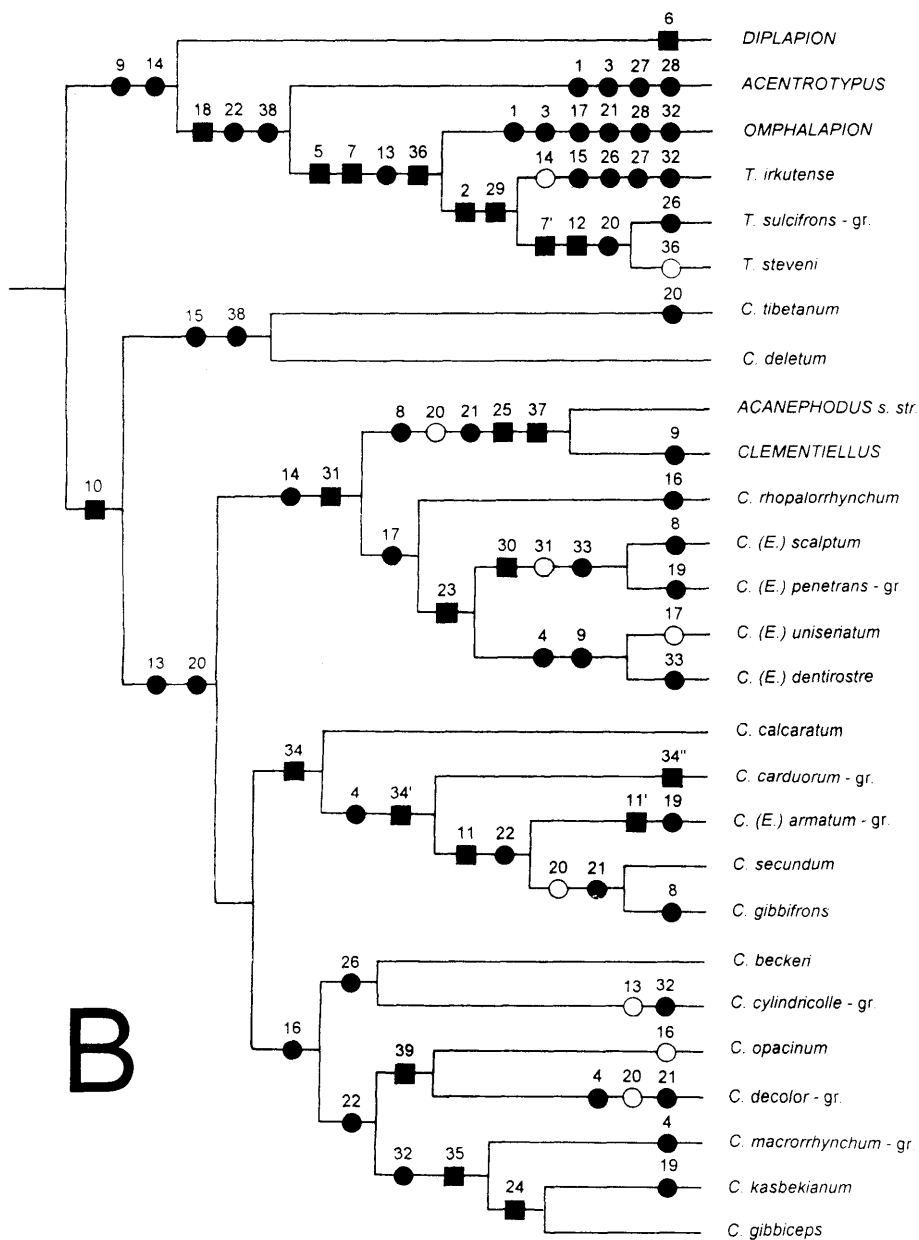 6
DIPLAPION
9 14
1 3 27 28
ACENTROTYPUS
18 22 38
1 3 17 21 28 32
OMPHALAPION
5 7 13 36
14 15 26 27 32
T. irkutense
2 29
26
T. sulcifrons - gr.
7' 12 20
36
T. steveni
20
C. tibetanum
15 38
C. deletum
8 20 21 25 37
ACANEPHODUS s. str.
9
CLEMENTIELLUS
10
14 31
16
C. rhopalorrhynchum
17
8
C. (E.) scalptum
30 31 33
19
C. (E.) penetrans - gr.
23
17
C. (E.) uniseriatum
4 9
33
C. (E.) dentirostre
13 20
C. calcaratum
34
34"
C. carduorum - gr.
4 34'
11' 19
C. (E.) armatum - gr.
11 22
C. secundum
20 21
8
C. gibbifrons
C. beckeri
26
13 32
C. cylindricolle - gr.
B
16
16
C. opacinum
39
4 20 21
C. decolor - gr.
22
4
C. macrorrhynchum - gr.
32 35
19
C. kasbekianum
24
C. gibbiceps